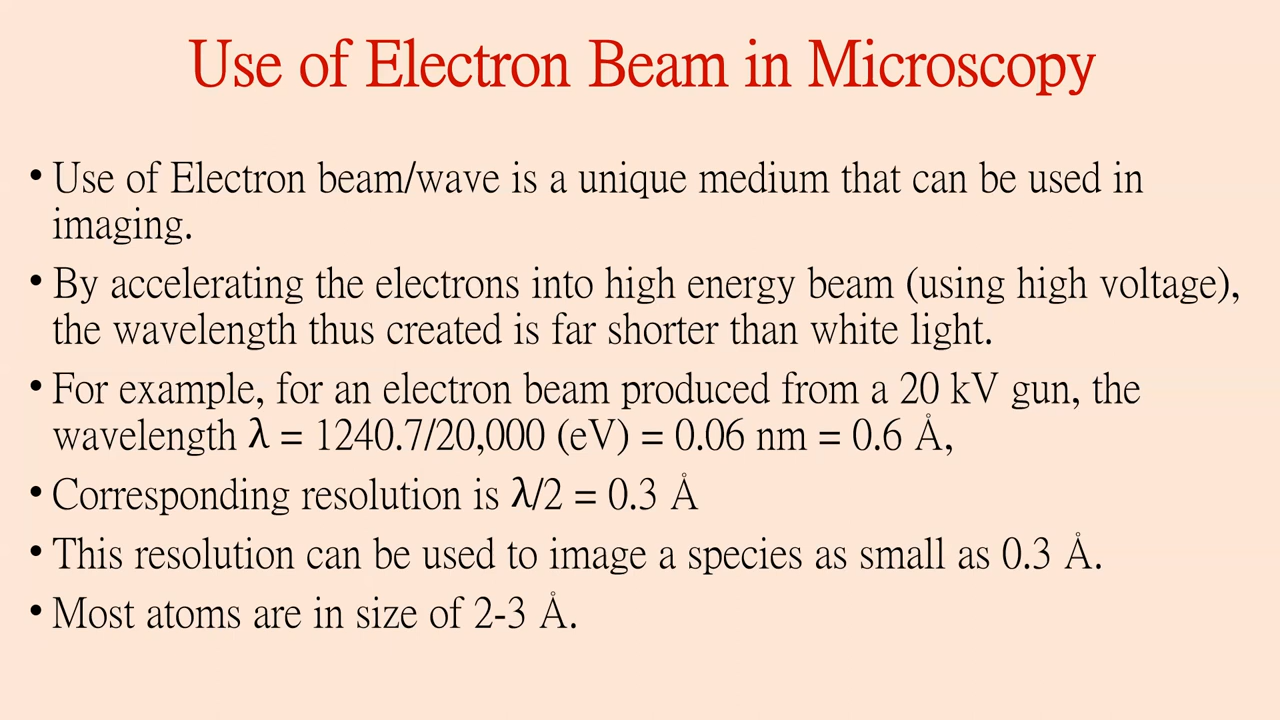 Use of Electron Beam in Microscopy
• Use of Electron beam/wave is a unique medium that can be used in
imaging.
• By accelerating the electrons into high energy beam (using high voltage),
the wavelength thus created is far shorter than white light.
• For example, for an electron beam produced from a 20 kV gun, the
wavelength λ = 1240.7/20,000 (eV) = 0.06 nm = 0.6 Å,
• Corresponding resolution is λ/2 = 0.3 Å
• This resolution can be used to image a species as small as 0.3 Å.
• Most atoms are in size of 2-3 Å.